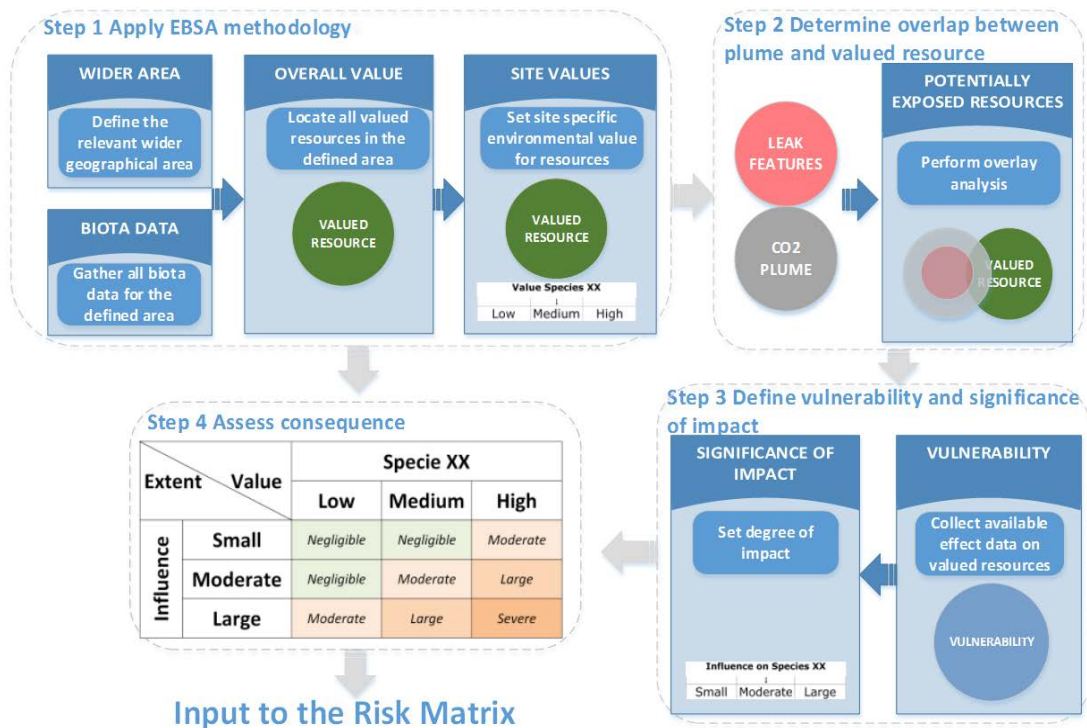 Step 1 Apply EBSA methodology
WIDER AREA
Define the
relevant wider
geographical area
BIOTA DATA
Gather all biota
data for the
defined area
OVERALL VALUE
Locate all valued
resources in the
defined area
VALUED
RESOURCE
SITE VALUES
Set site specific
environmental value
for resources
VALUED
RESOURCE
Value Species XX
↓
Low Medium High
Step 2 Determine overlap between
plume and valued resource
LEAK
FEATURES
CO2
PLUME
POTENTIALLY
EXPOSED RESOURCES
Perform overlay
analysis
VALUED
RESOURCE
Step 3 Define vulnerability and significance
of impact
VULNERABILITY
Collect available
effect data on
valued resources
VULNERABILITY
SIGNIFICANCE OF
IMPACT
Set degree of
impact
Influence on Species XX
↓
Small Moderate Large
Step 4 Assess consequence
Extent Value
Specie XX
Low Medium High
Influence
Small Negligible Negligible Moderate
Moderate Negligible Moderate Large
Large Moderate Large Severe
Input to the Risk Matrix